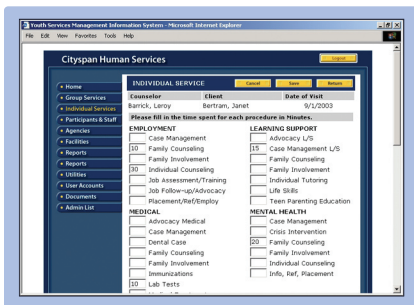 Youth Services Management Information System - Microsoft Internet Explorer
File Edit View Favorites Tools Help
Cityspan Human Services
Logout
Home
Group Services
Individual Services
Participants & Staff
Agencies
Facilities
Reports
Reports
Utilities
User Accounts
Documents
Admin List
INDIVIDUAL SERVICE Cancel Save Return
Counselor Client Date of Visit
Barrick, Leroy Bertram, Janet 9/1/2003
Please fill in the time spent for each procedure in Minutes.
EMPLOYMENT
Case Management
10 Family Counseling
Family Involvement
30 Individual Counseling
Job Assessment/Training
Job Follow-up/Advocacy
Placement/Ref/Employ
MEDICAL
Advocacy Medical
Case Management
Dental Case
Family Involvement
Immunizations
10 Lab Tests
LEARNING SUPPORT
Advocacy L/S
15 Case Management L/S
Family Counseling
Family Involvement
Individual Tutoring
Life Skills
Teen Parenting Education
MENTAL HEALTH
Case Management
Crisis Intervention
20 Family Counseling
Family Involvement
Individual Counseling
Info, Ref, Placement